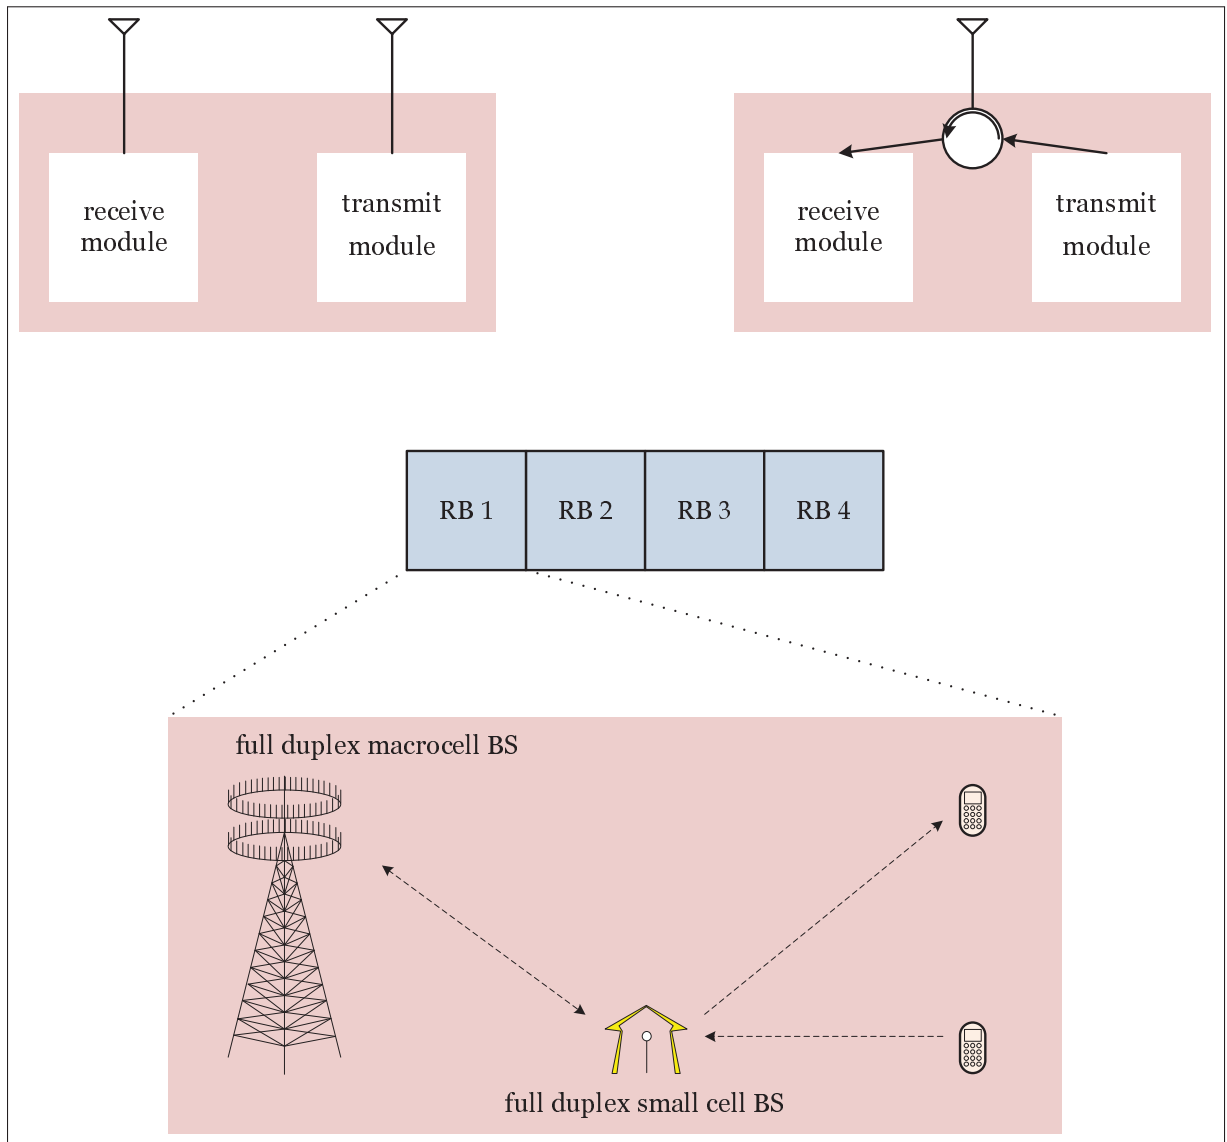 receive
module
transmit
module
receive
module
transmit
module
RB 1
RB 2
RB 3
RB 4
full duplex macrocell BS
full duplex small cell BS